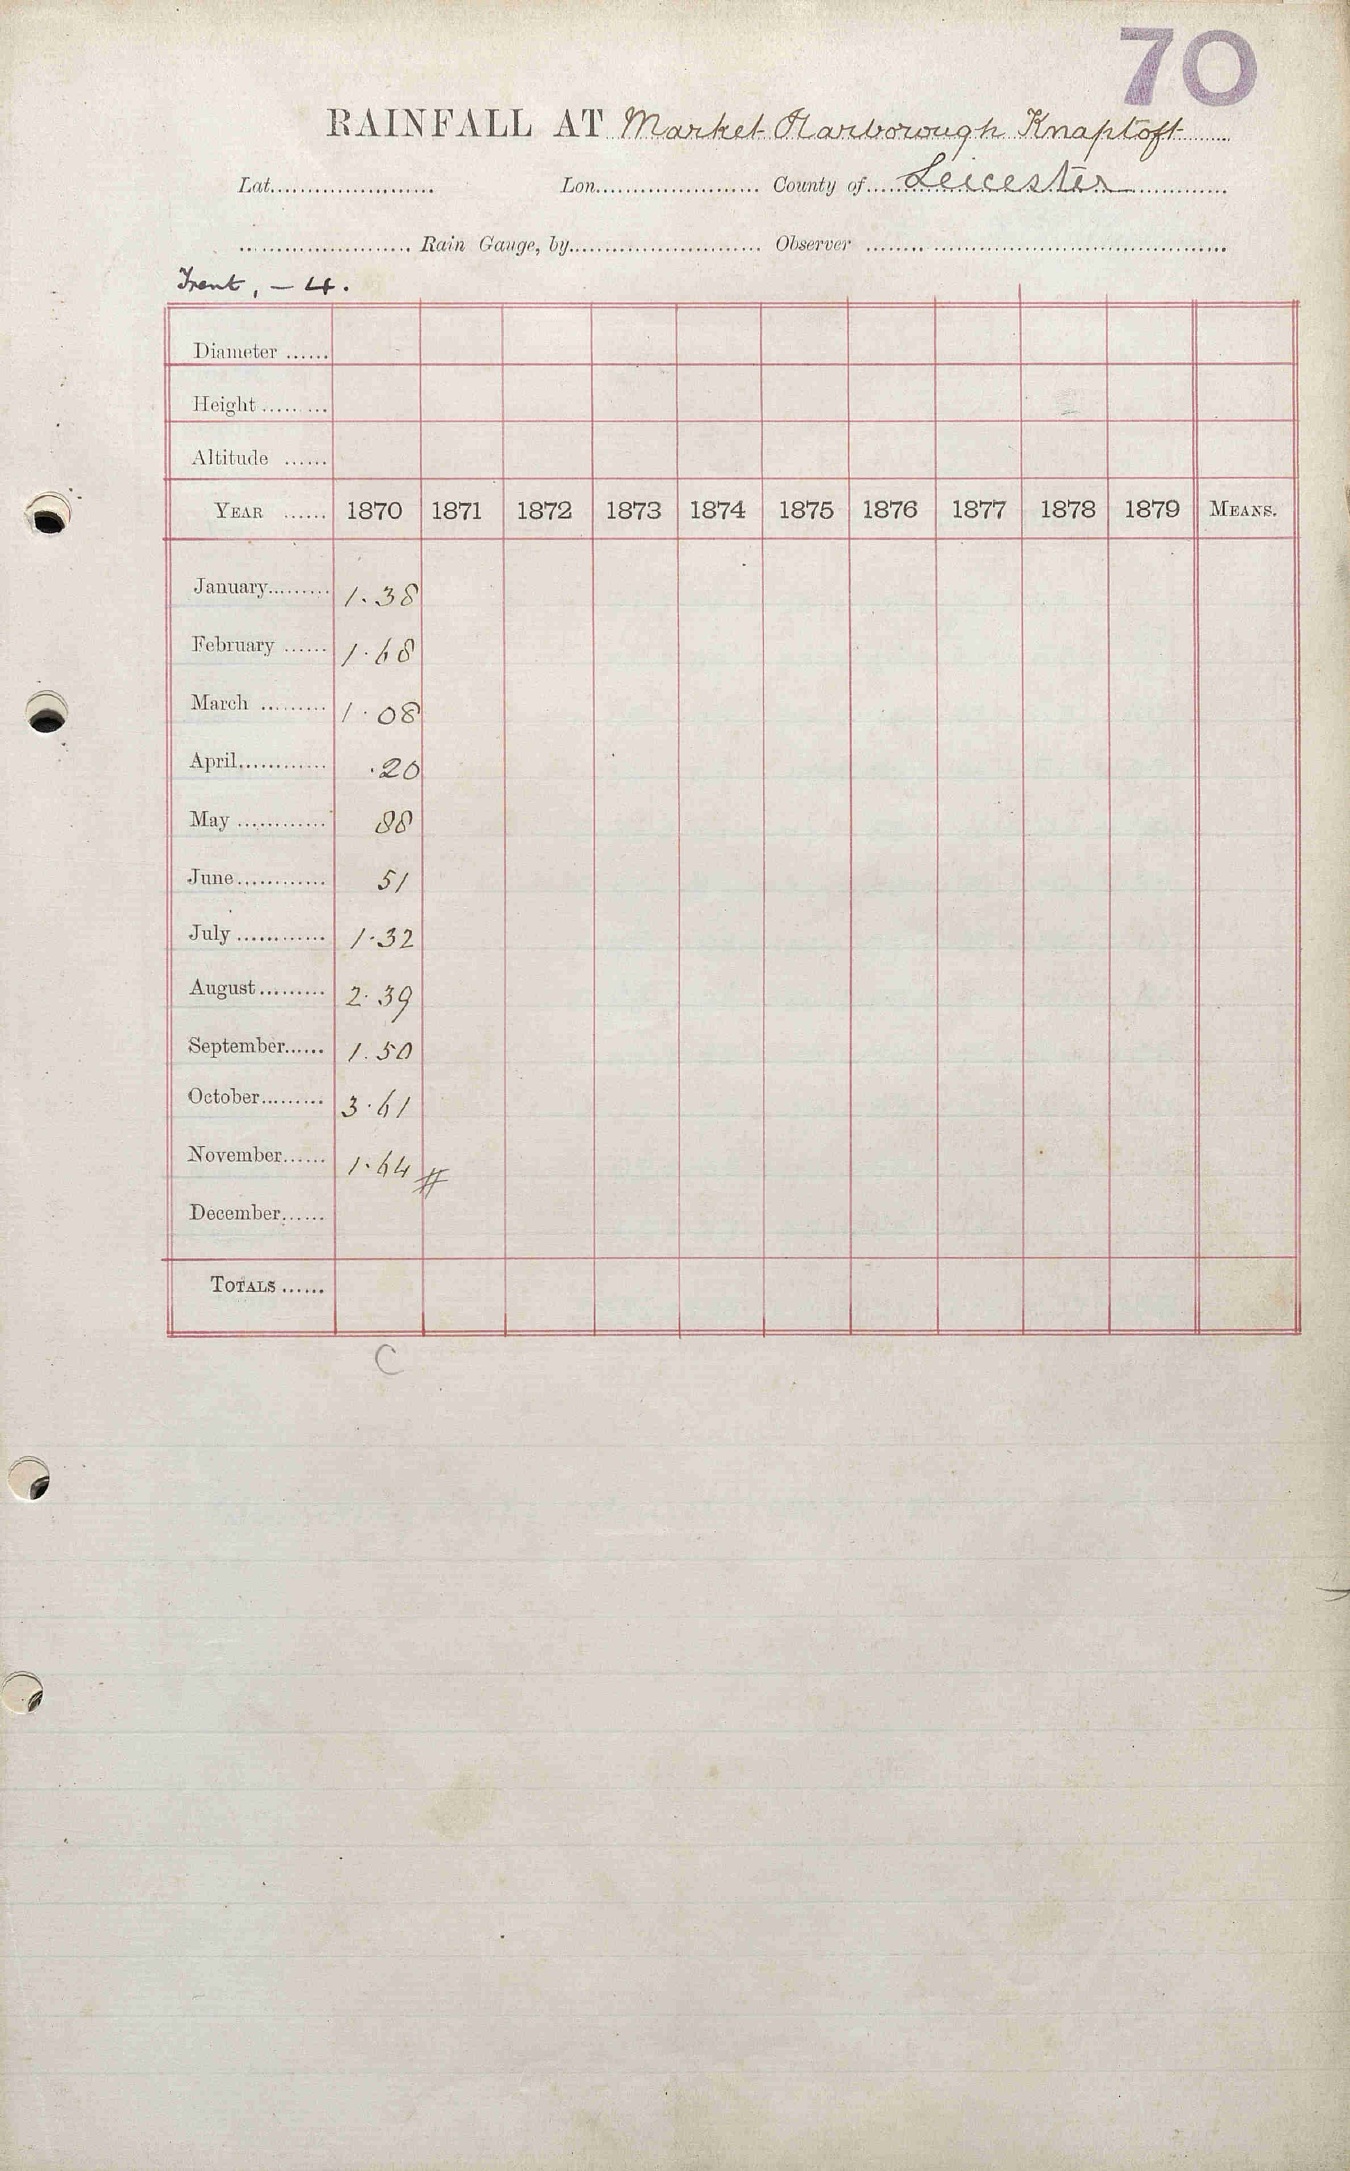 70
RAINFALL AT Market Harborough Knaptoft
Lat. Lon. County of Leicester
Rain Gauge, by Observer
Trent, – 4.
Diameter
Height
Altitude
YEAR 1870 1871 1872 1873 1874 1875 1876 1877 1878 1879 MEANS.
January 1.38
February 1.68
March 1.08
April .20
May 88
June 51
July 1.32
August 2.39
September 1.50
October 3.61
November 1.64 #
December
TOTALS
C